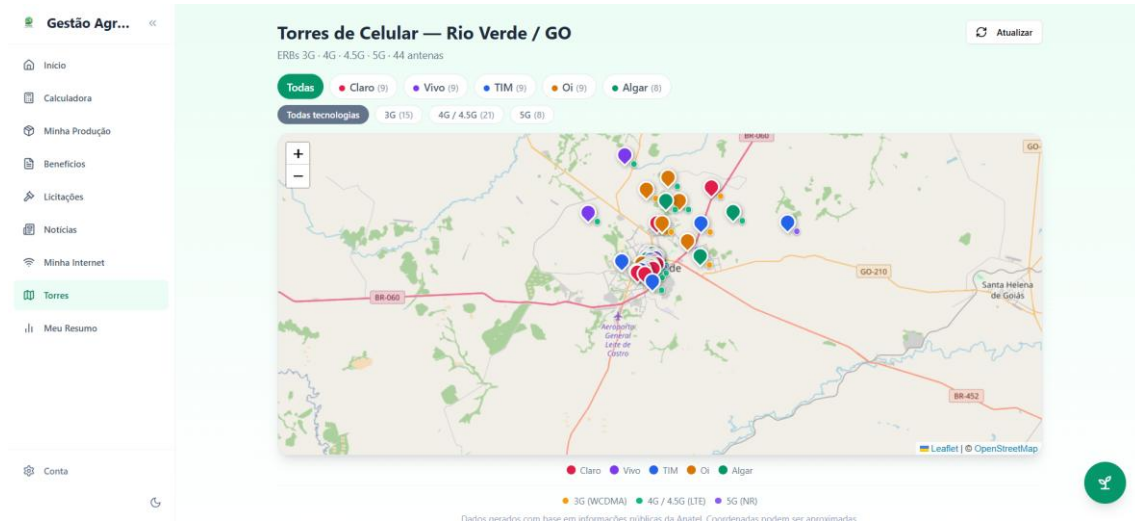 Gestão Agr...
Início
Calculadora
Minha Produção
Benefícios
Licitações
Notícias
Minha Internet
Torres
Meu Resumo
Conta
Torres de Celular — Rio Verde / GO
Atualizar
ERBs 3G · 4G · 4.5G · 5G · 44 antenas
Todas Claro (9) Vivo (9) TIM (9) Oi (9) Algar (8)
Todas tecnologias 3G (15) 4G / 4.5G (21) 5G (8)
+
−
BR-060
GO-
GO-210
Santa Helena
de Goiás
BR-060
Aeroporto
General
Leite de
Castro
BR-452
Leaflet | © OpenStreetMap
Claro Vivo TIM Oi Algar
3G (WCDMA) 4G / 4.5G (LTE) 5G (NR)
Dados gerados com base em informações públicas da Anatel. Coordenadas podem ser aproximadas.